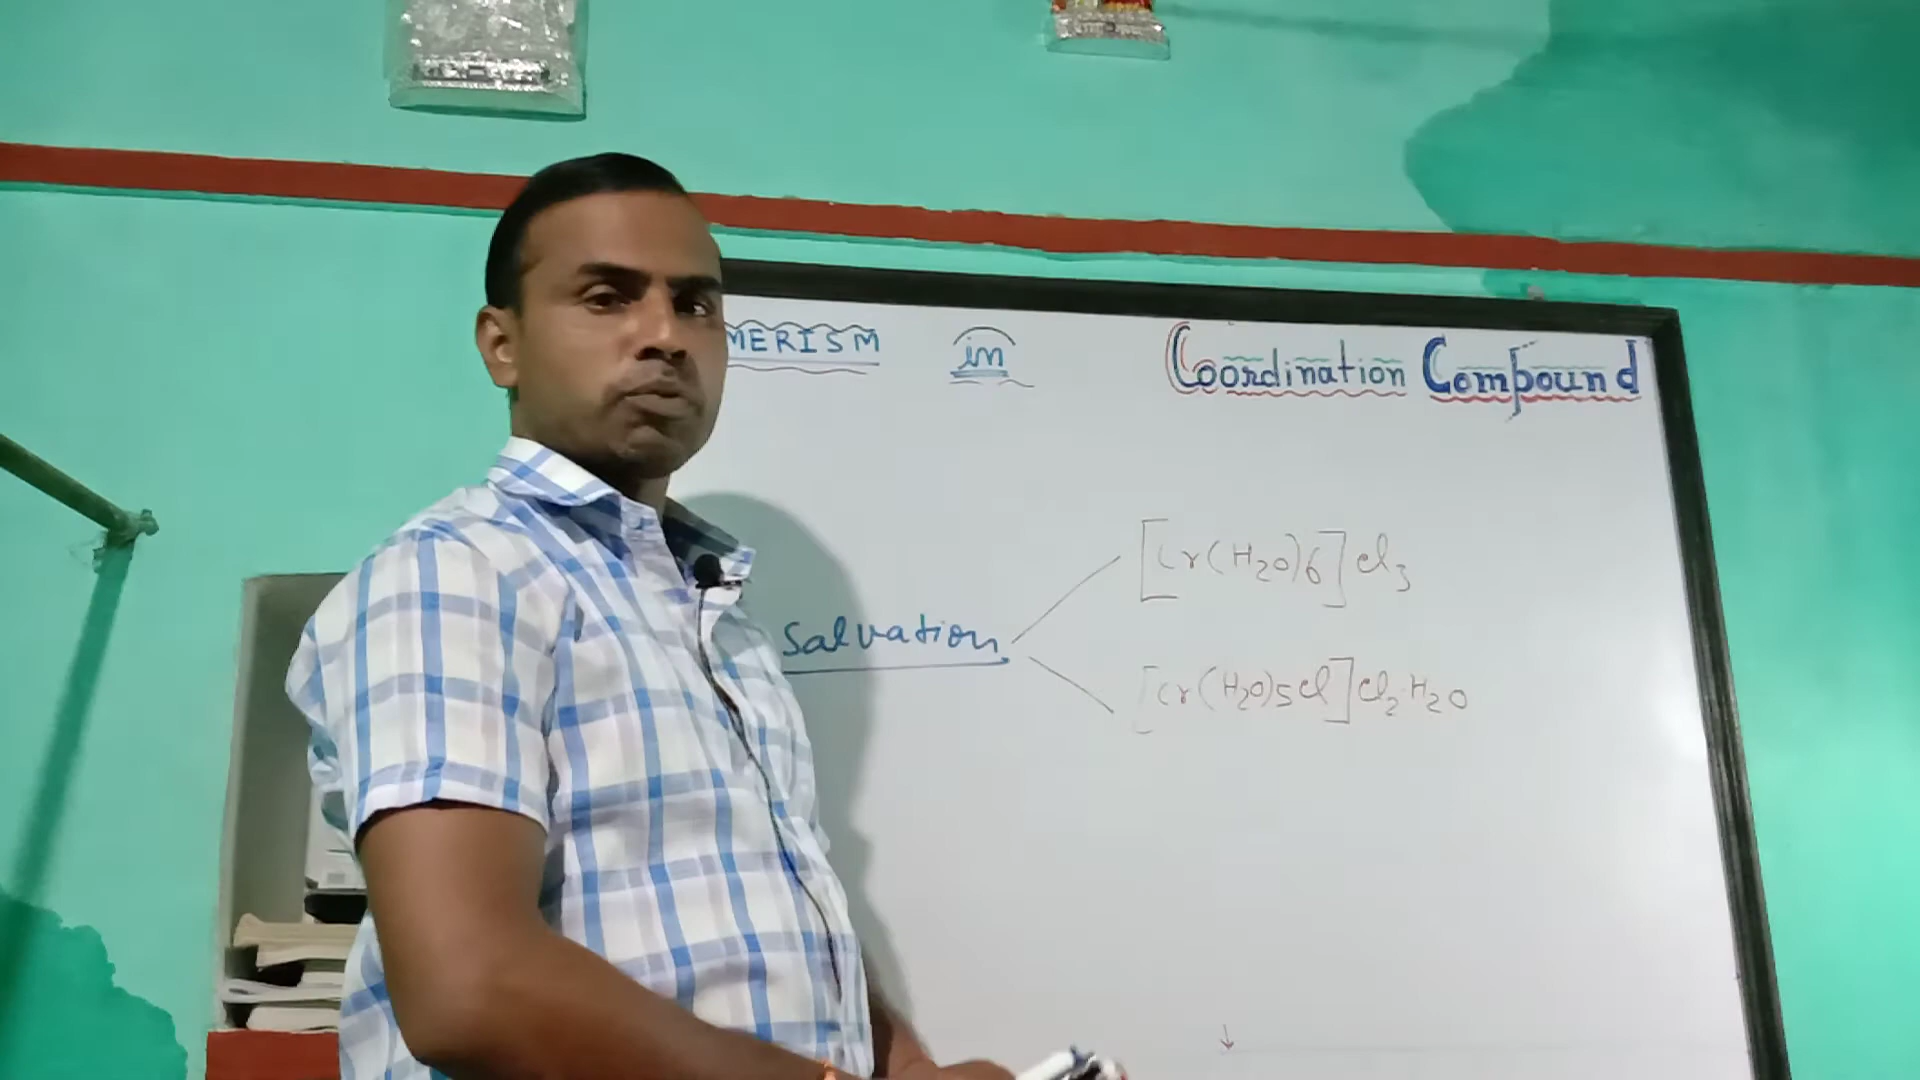 MERISM in Coordination Compound
[Cr(H2O)6]Cl3
Salvation
[Cr(H2O)5Cl]Cl2·H2O